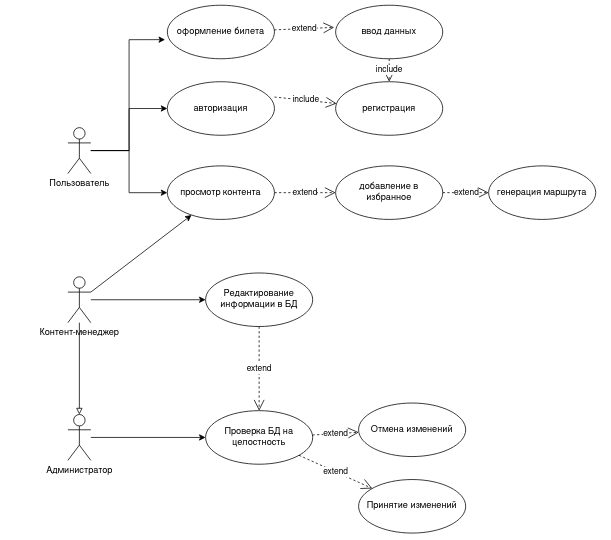 оформление билета
extend
ввод данных
include
авторизация
include
регистрация
Пользователь
просмотр контента
extend
добавление в
избранное
extend
генерация маршрута
Редактирование
информации в БД
Контент-менеджер
extend
Проверка БД на
целостность
extend
Отмена изменений
Администратор
extend
Принятие изменений